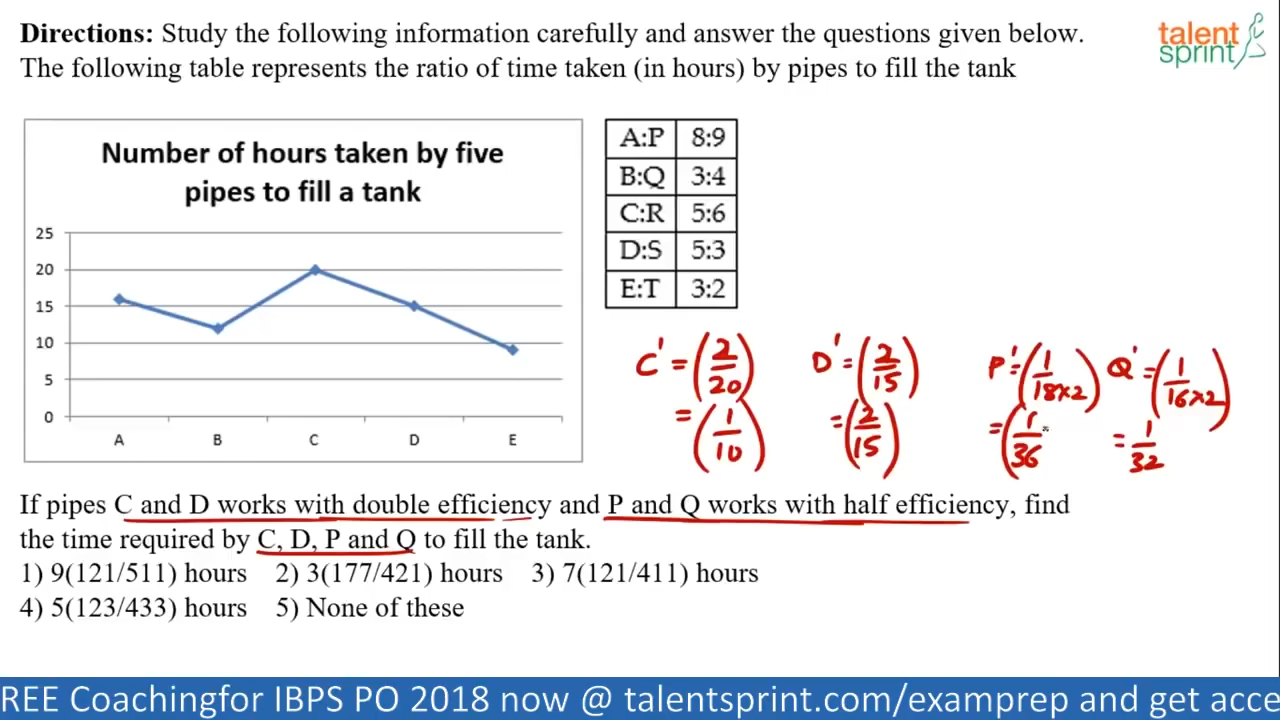 Directions: Study the following information carefully and answer the questions given below.
The following table represents the ratio of time taken (in hours) by pipes to fill the tank
talent
sprint
Number of hours taken by five
pipes to fill a tank
25
20
15
10
5
0
A B C D E
A:P 8:9
B:Q 3:4
C:R 5:6
D:S 5:3
E:T 3:2
C' = (2/20) D' = (2/15) P' = (1/18×2) Q' = (1/16×2)
= (1/10) = (2/15) = (1/36 = 1/32
If pipes C and D works with double efficiency and P and Q works with half efficiency, find
the time required by C, D, P and Q to fill the tank.
1) 9(121/511) hours 2) 3(177/421) hours 3) 7(121/411) hours
4) 5(123/433) hours 5) None of these
REE Coachingfor IBPS PO 2018 now @ talentsprint.com/examprep and get acce